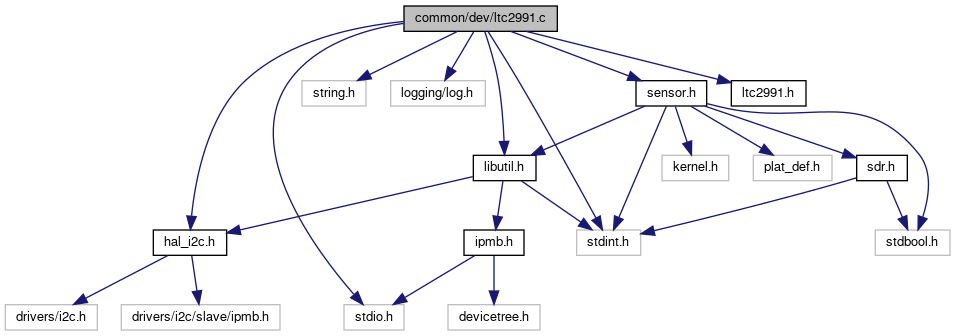 common/dev/ltc2991.c
string.h
logging/log.h
sensor.h
ltc2991.h
libutil.h
kernel.h
plat_def.h
sdr.h
hal_i2c.h
ipmb.h
stdint.h
stdbool.h
drivers/i2c.h
drivers/i2c/slave/ipmb.h
stdio.h
devicetree.h